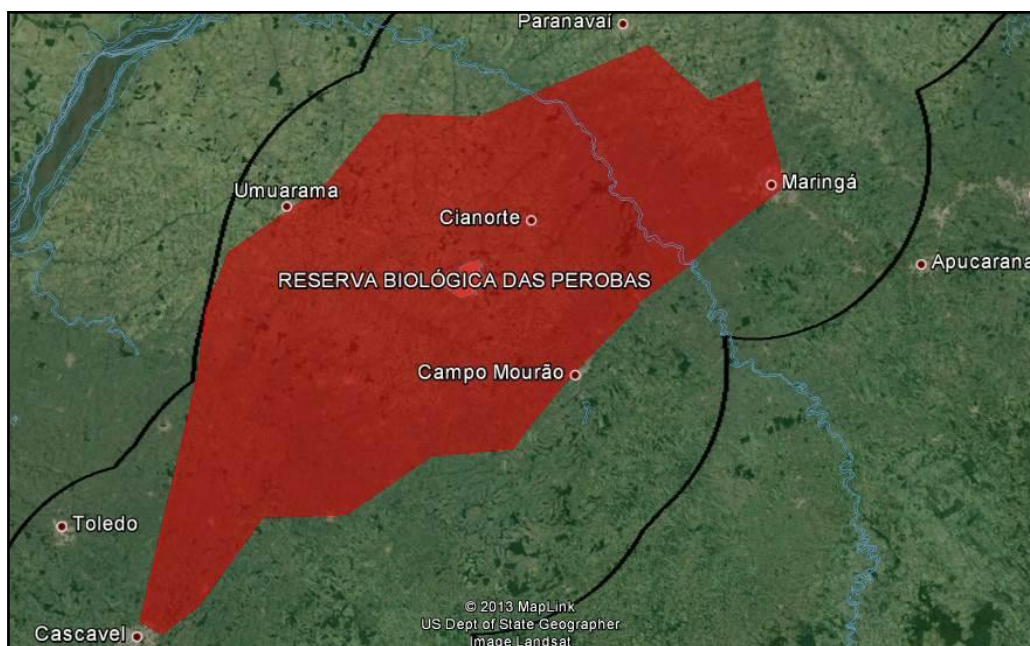 Paranavaí
Umuarama
Maringá
Cianorte
Apucarana
RESERVA BIOLÓGICA DAS PEROBAS
Campo Mourão
Toledo
Cascavel
© 2013 MapLink
US Dept of State Geographer
Image Landsat